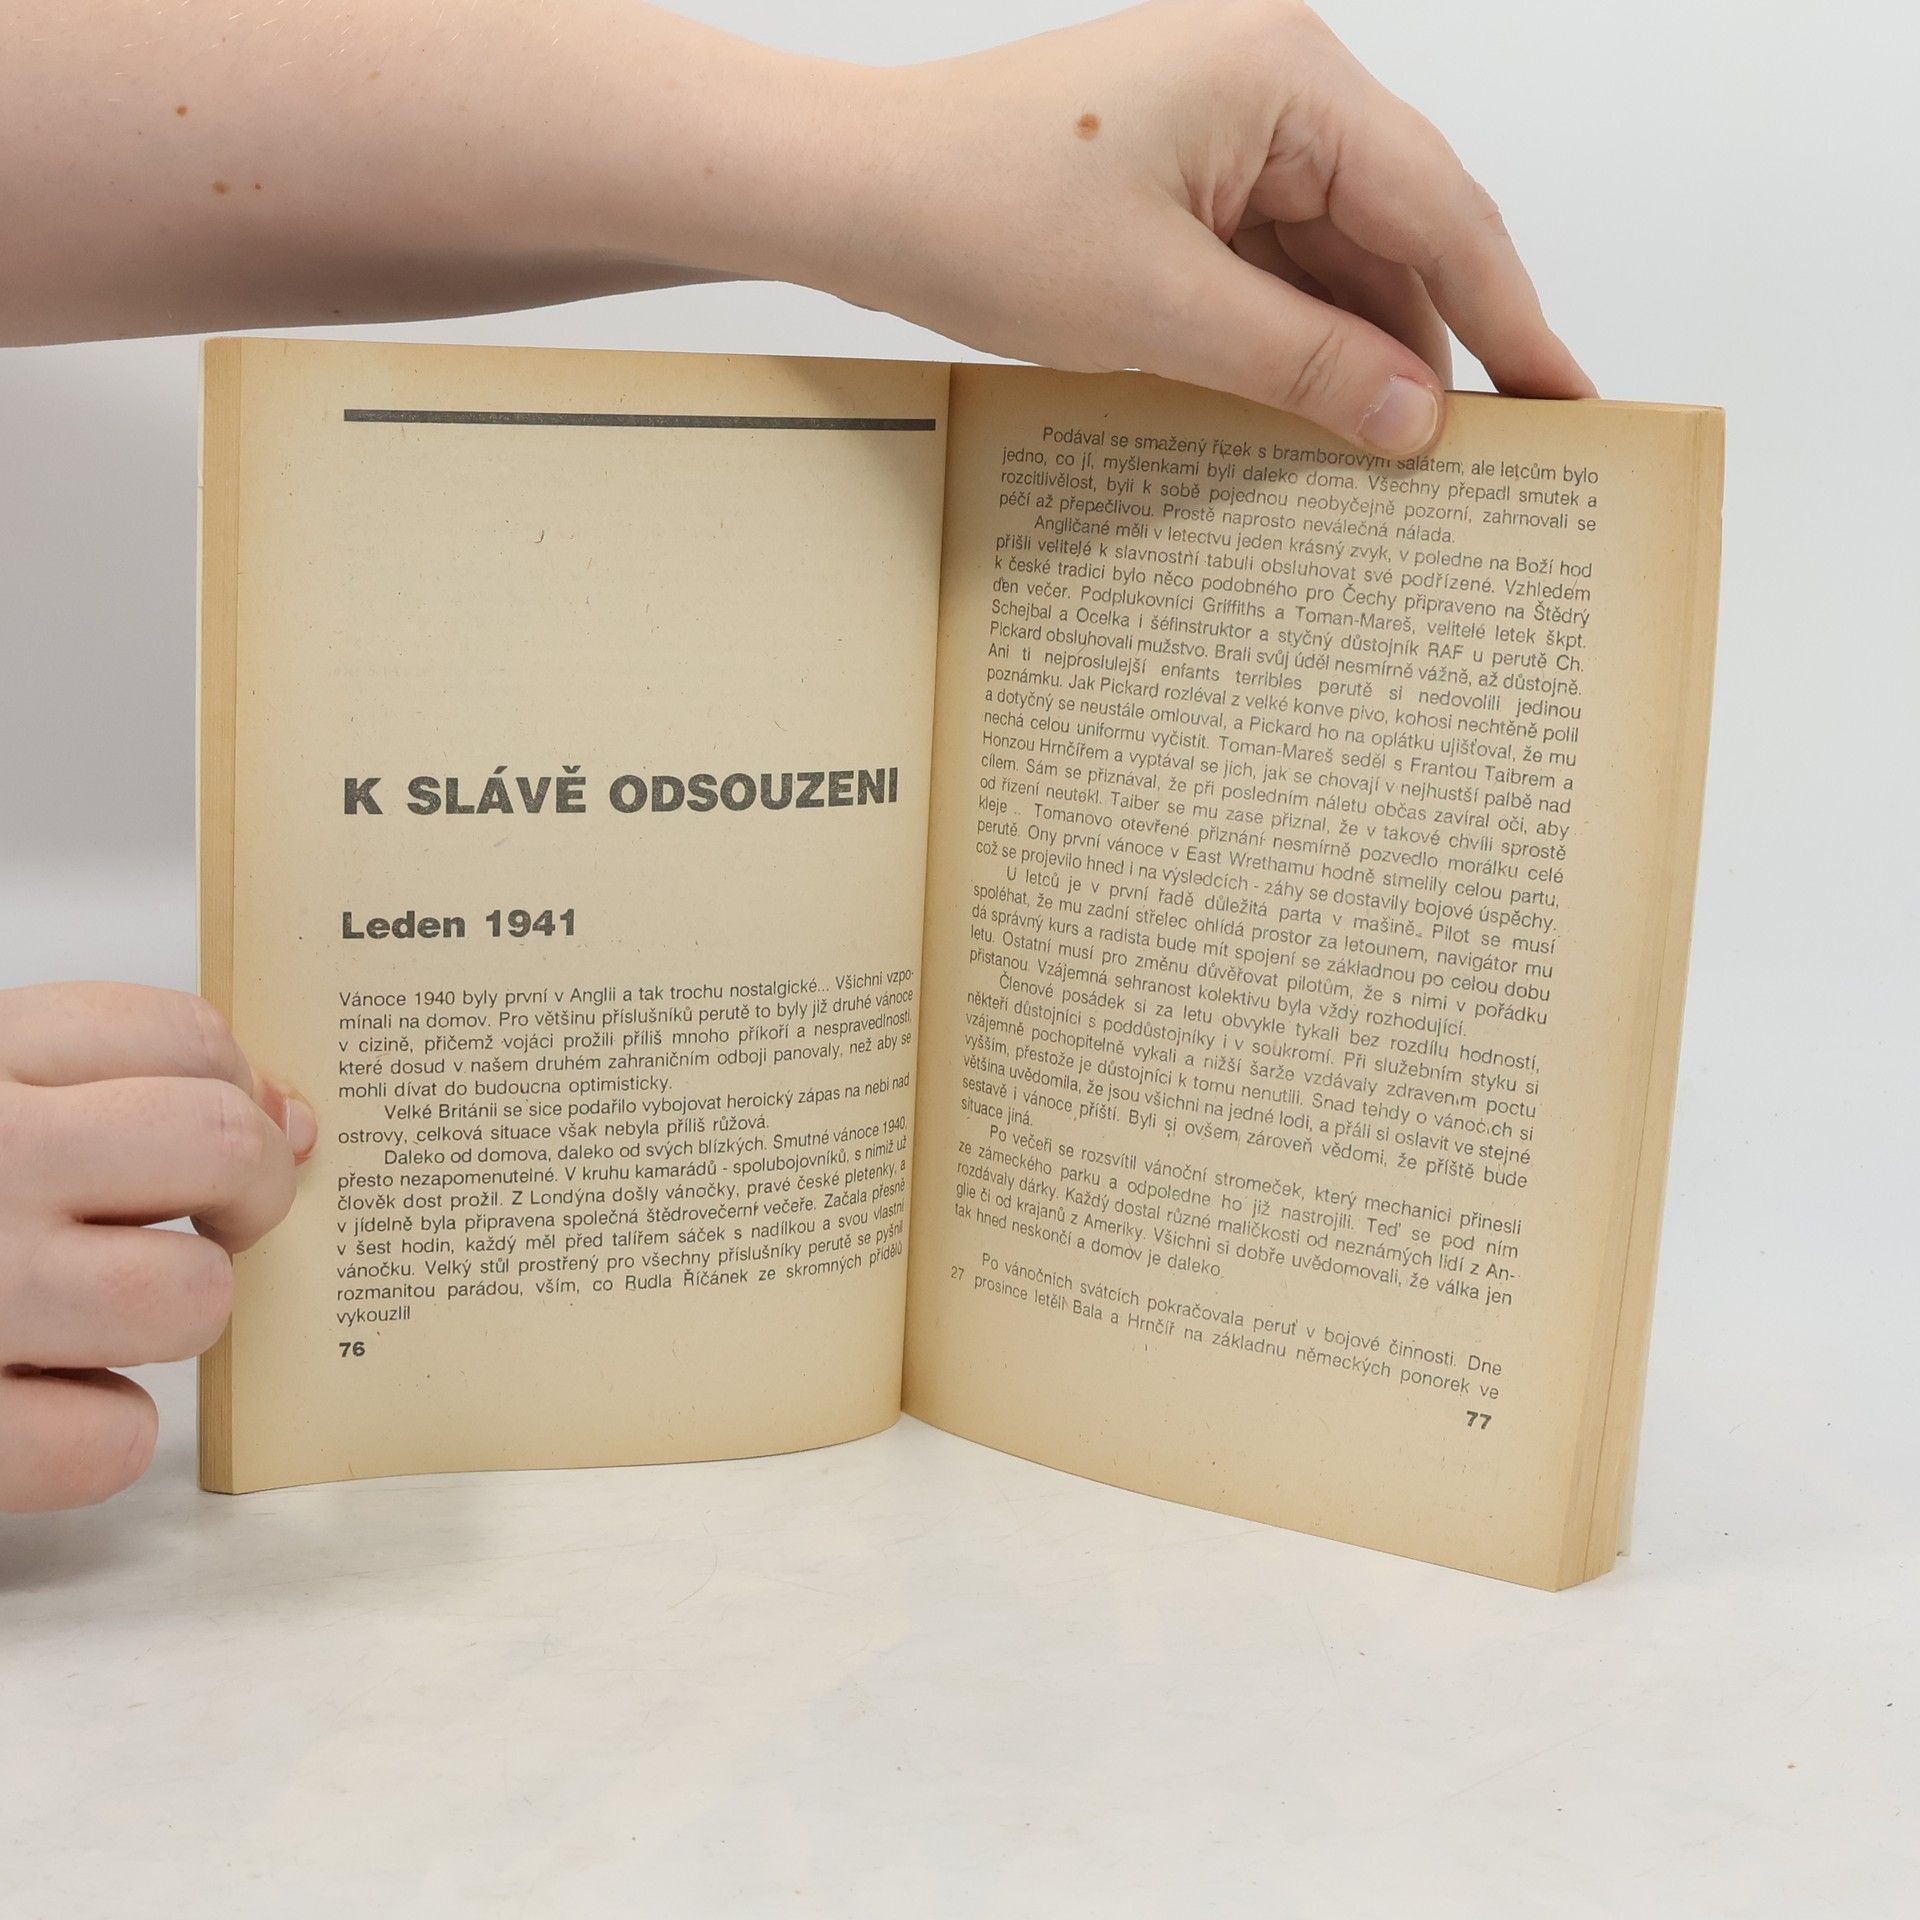 K SLÁVĚ ODSOUZENI
Leden 1941
Vánoce 1940 byly první v Anglii a tak trochu nostalgické... Všichni vzpo-
mínali na domov. Pro většinu příslušníků perutě to byly již druhé vánoce
v cizině, přičemž vojáci prožili příliš mnoho příkoří a nespravedlností,
které dosud v našem druhém zahraničním odboji panovaly, než aby se
mohli dívat do budoucna optimisticky.
Velké Británii se sice podařilo vybojovat heroický zápas na nebi nad
ostrovy, celková situace však nebyla příliš růžová.
Daleko od domova, daleko od svých blízkých. Smutné vánoce 1940,
přesto nezapomenutelné. V kruhu kamarádů - spolubojovníků, s nimiž už
člověk dost prožil. Z Londýna došly vánočky, pravé české pletenky, a
v jídelně byla připravena společná štědrovečerní večeře. Začala přesně
v šest hodin, každý měl před talířem sáček s nadílkou a svou vlastní
vánočku. Velký stůl prostřený pro všechny příslušníky perutě se pyšnil
rozmanitou parádou, vším, co Rudla Říčánek ze skromných přídělů
vykouzlil
76
Podával se smažený řízek s bramborovým salátem, ale letcům bylo
jedno, co jí, myšlenkami byli daleko doma. Všechny přepadl smutek a
rozcitlivělost, byli k sobě pojednou neobyčejně pozorní, zahrnovali se
péčí až přepečlivou. Prostě naprosto neválečná nálada.
Angličané měli v letectvu jeden krásný zvyk, v poledne na Boží hod
přišli velitelé k slavnostní tabuli obsluhovat své podřízené. Vzhledem
k české tradici bylo něco podobného pro Čechy připraveno na Štědrý
den večer. Podplukovníci Griffiths a Toman-Mareš, velitelé letek škpt.
Schejbal a Ocelka i šéfinstruktor a styčný důstojník RAF u perutě Ch.
Pickard obsluhovali mužstvo. Brali svůj úděl nesmírně vážně, až důstojně.
Ani ti nejproslulejší enfants terribles perutě si nedovolili jedinou
poznámku. Jak Pickard rozléval z velké konve pivo, kohosi nechtěně polil
a dotyčný se neustále omlouval, a Pickard ho na oplátku ujišťoval, že mu
nechá celou uniformu vyčistit. Toman-Mareš seděl s Frantou Taibrem a
Honzou Hrnčířem a vyptával se jich, jak se chovají v nejhustší palbě nad
cílem. Sám se přiznával, že při posledním náletu občas zavíral oči, aby
od řízení neutekl. Taiber se mu zase přiznal, že v takové chvíli sprostě
kleje .. Tomanovo otevřené přiznání nesmírně pozvedlo morálku celé
perutě. Ony první vánoce v East Wrethamu hodně stmelily celou partu,
což se projevilo hned i na výsledcích - záhy se dostavily bojové úspěchy.
U letců je v první řadě důležitá parta v mašině. Pilot se musí
spoléhat, že mu zadní střelec ohlídá prostor za letounem, navigátor mu
dá správný kurs a radista bude mít spojení se základnou po celou dobu
letu. Ostatní musí pro změnu důvěřovat pilotům, že s nimi v pořádku
přistanou. Vzájemná sehranost kolektivu byla vždy rozhodující.
Členové posádek si za letu obvykle tykali bez rozdílu hodností,
někteří důstojníci s poddůstojníky i v soukromí. Při služebním styku si
vzájemně pochopitelně vykali a nižší šarže vzdávaly zdravením poctu
vyšším, přestože je důstojníci k tomu nenutili. Snad tehdy o vánocích si
většina uvědomila, že jsou všichni na jedné lodi, a přáli si oslavit ve stejné
sestavě i vánoce příští. Byli si ovšem zároveň vědomi, že příště bude
situace jiná.
Po večeři se rozsvítil vánoční stromeček, který mechanici přinesli
ze zámeckého parku a odpoledne ho již nastrojili. Teď se pod ním
rozdávaly dárky. Každý dostal různé maličkosti od neznámých lidí z An-
glie či od krajanů z Ameriky. Všichni si dobře uvědomovali, že válka jen
tak hned neskončí a domov je daleko.
Po vánočních svátcích pokračovala peruť v bojové činnosti. Dne
27 prosince letěli Bala a Hrnčíř na základnu německých ponorek ve
77